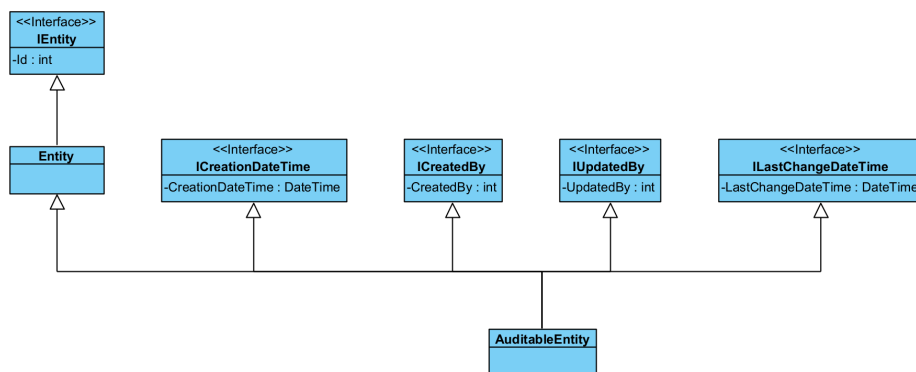 <<Interface>>
IEntity
-Id : int
Entity
<<Interface>>
ICreationDateTime
-CreationDateTime : DateTime
<<Interface>>
ICreatedBy
-CreatedBy : int
<<Interface>>
IUpdatedBy
-UpdatedBy : int
<<Interface>>
ILastChangeDateTime
-LastChangeDateTime : DateTime
AuditableEntity